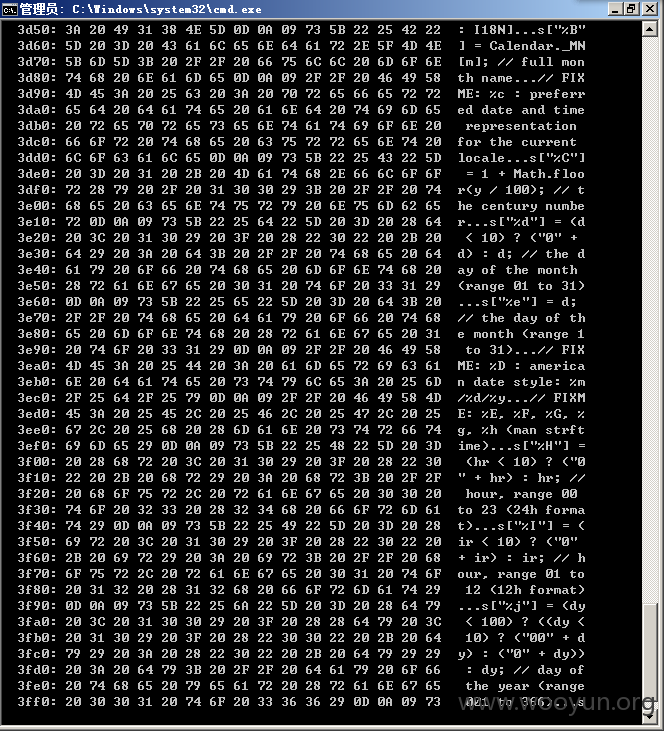 管理员: C:\Windows\system32\cmd.exe
3d50: 3A 20 49 31 38 4E 5D 0D 0A 09 73 5B 22 25 42 22 : I18N]...s["%B"
3d60: 5D 20 3D 20 43 61 6C 65 6E 64 61 72 2E 5F 4D 4E ] = Calendar._MN
3d70: 5B 6D 5D 3B 20 2F 2F 20 66 75 6C 6C 20 6D 6F 6E [m]; // full mon
3d80: 74 68 20 6E 61 6D 65 0D 0A 09 2F 2F 20 46 49 58 th name...// FIX
3d90: 4D 45 3A 20 25 63 20 3A 20 70 72 65 66 65 72 72 ME: %c : preferr
3da0: 65 64 20 64 61 74 65 20 61 6E 64 20 74 69 6D 65 ed date and time
3db0: 20 72 65 70 72 65 73 65 6E 74 61 74 69 6F 6E 20 representation
3dc0: 66 6F 72 20 74 68 65 20 63 75 72 72 65 6E 74 20 for the current
3dd0: 6C 6F 63 61 6C 65 0D 0A 09 73 5B 22 25 43 22 5D locale...s["%C"]
3de0: 20 3D 20 31 20 2B 20 4D 61 74 68 2E 66 6C 6F 6F = 1 + Math.floo
3df0: 72 28 79 20 2F 20 31 30 30 29 3B 20 2F 2F 20 74 r(y / 100); // t
3e00: 68 65 20 63 65 6E 74 75 72 79 20 6E 75 6D 62 65 he century numbe
3e10: 72 0D 0A 09 73 5B 22 25 64 22 5D 20 3D 20 28 64 r...s["%d"] = (d
3e20: 20 3C 20 31 30 29 20 3F 20 28 22 30 22 20 2B 20 < 10) ? ("0" +
3e30: 64 29 20 3A 20 64 3B 20 2F 2F 20 74 68 65 20 64 d) : d; // the d
3e40: 61 79 20 6F 66 20 74 68 65 20 6D 6F 6E 74 68 20 ay of the month
3e50: 28 72 61 6E 67 65 20 30 31 20 74 6F 20 33 31 29 (range 01 to 31)
3e60: 0D 0A 09 73 5B 22 25 65 22 5D 20 3D 20 64 3B 20 ...s["%e"] = d;
3e70: 2F 2F 20 74 68 65 20 64 61 79 20 6F 66 20 74 68 // the day of th
3e80: 65 20 6D 6F 6E 74 68 20 28 72 61 6E 67 65 20 31 e month (range 1
3e90: 20 74 6F 20 33 31 29 0D 0A 09 2F 2F 20 46 49 58 to 31)...// FIX
3ea0: 4D 45 3A 20 25 44 20 3A 20 61 6D 65 72 69 63 61 ME: %D : america
3eb0: 6E 20 64 61 74 65 20 73 74 79 6C 65 3A 20 25 6D n date style: %m
3ec0: 2F 25 64 2F 25 79 0D 0A 09 2F 2F 20 46 49 58 4D /%d/%y...// FIXM
3ed0: 45 3A 20 25 45 2C 20 25 46 2C 20 25 47 2C 20 25 E: %E, %F, %G, %
3ee0: 67 2C 20 25 68 20 28 6D 61 6E 20 73 74 72 66 74 g, %h (man strft
3ef0: 69 6D 65 29 0D 0A 09 73 5B 22 25 48 22 5D 20 3D ime)...s["%H"] =
3f00: 20 28 68 72 20 3C 20 31 30 29 20 3F 20 28 22 30 (hr < 10) ? ("0
3f10: 22 20 2B 20 68 72 29 20 3A 20 68 72 3B 20 2F 2F " + hr) : hr; //
3f20: 20 68 6F 75 72 2C 20 72 61 6E 67 65 20 30 30 20 hour, range 00
3f30: 74 6F 20 32 33 20 28 32 34 68 20 66 6F 72 6D 61 to 23 (24h forma
3f40: 74 29 0D 0A 09 73 5B 22 25 49 22 5D 20 3D 20 28 t)...s["%I"] = (
3f50: 69 72 20 3C 20 31 30 29 20 3F 20 28 22 30 22 20 ir < 10) ? ("0"
3f60: 2B 20 69 72 29 20 3A 20 69 72 3B 20 2F 2F 20 68 + ir) : ir; // h
3f70: 6F 75 72 2C 20 72 61 6E 67 65 20 30 31 20 74 6F our, range 01 to
3f80: 20 31 32 20 28 31 32 68 20 66 6F 72 6D 61 74 29 12 (12h format)
3f90: 0D 0A 09 73 5B 22 25 6A 22 5D 20 3D 20 28 64 79 ...s["%j"] = (dy
3fa0: 20 3C 20 31 30 30 29 20 3F 20 28 28 64 79 20 3C < 100) ? ((dy <
3fb0: 20 31 30 29 20 3F 20 28 22 30 30 22 20 2B 20 64 10) ? ("00" + d
3fc0: 79 29 20 3A 20 28 22 30 22 20 2B 20 64 79 29 29 y) : ("0" + dy))
3fd0: 20 3A 20 64 79 3B 20 2F 2F 20 64 61 79 20 6F 66 : dy; // day of
3fe0: 20 74 68 65 20 79 65 61 72 20 28 72 61 6E 67 65 the year (range
3ff0: 20 30 30 31 20 74 6F 20 33 36 36 29 0D 0A 09 73 001 to 366)...s
www.wooyun.org